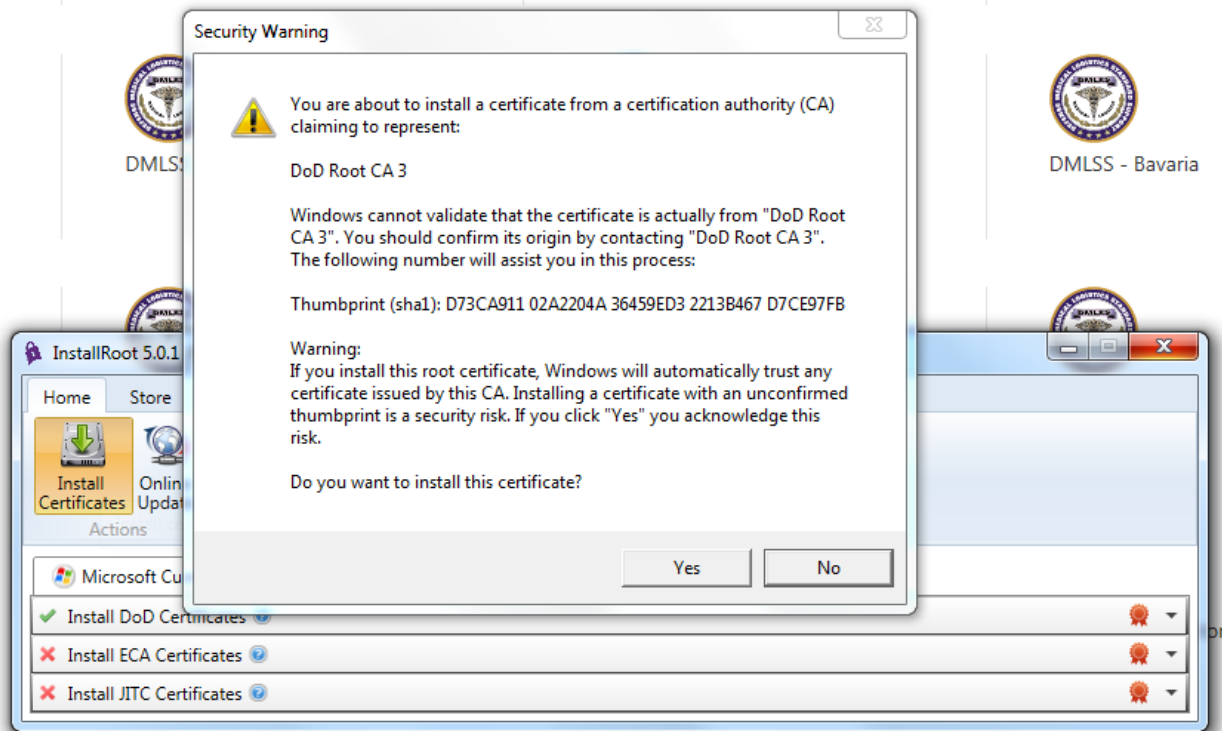 Security Warning
You are about to install a certificate from a certification authority (CA)
claiming to represent:
DoD Root CA 3
Windows cannot validate that the certificate is actually from "DoD Root
CA 3". You should confirm its origin by contacting "DoD Root CA 3".
The following number will assist you in this process:
Thumbprint (sha1): D73CA911 02A2204A 36459ED3 2213B467 D7CE97FB
Warning:
If you install this root certificate, Windows will automatically trust any
certificate issued by this CA. Installing a certificate with an unconfirmed
thumbprint is a security risk. If you click "Yes" you acknowledge this
risk.
Do you want to install this certificate?
Yes No
DMLSS
DMLSS - Bavaria
InstallRoot 5.0.1
Home Store
Install
Certificates
Onlin
Updat
Actions
Microsoft Cu
Install DoD Certificates
Install ECA Certificates
Install JITC Certificates